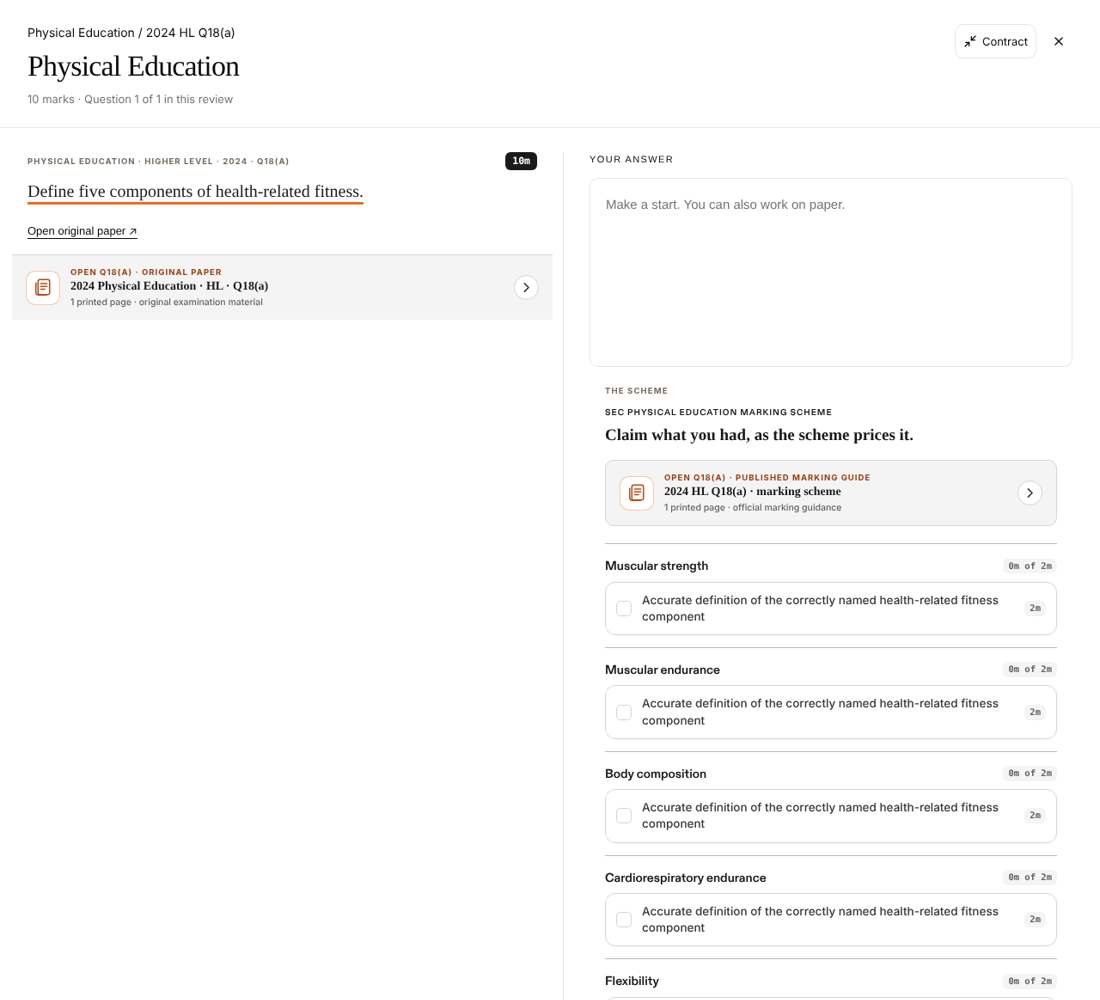 Physical Education / 2024 HL Q18(a)
Physical Education
10 marks · Question 1 of 1 in this review
Contract
PHYSICAL EDUCATION · HIGHER LEVEL · 2024 · Q18(A)
10m
Define five components of health-related fitness.
Open original paper ↗
OPEN Q18(A) · ORIGINAL PAPER
2024 Physical Education · HL · Q18(a)
1 printed page · original examination material
YOUR ANSWER
Make a start. You can also work on paper.
THE SCHEME
SEC PHYSICAL EDUCATION MARKING SCHEME
Claim what you had, as the scheme prices it.
OPEN Q18(A) · PUBLISHED MARKING GUIDE
2024 HL Q18(a) · marking scheme
1 printed page · official marking guidance
Muscular strength
0m of 2m
Accurate definition of the correctly named health-related fitness
component
2m
Muscular endurance
0m of 2m
Accurate definition of the correctly named health-related fitness
component
2m
Body composition
0m of 2m
Accurate definition of the correctly named health-related fitness
component
2m
Cardiorespiratory endurance
0m of 2m
Accurate definition of the correctly named health-related fitness
component
2m
Flexibility
0m of 2m